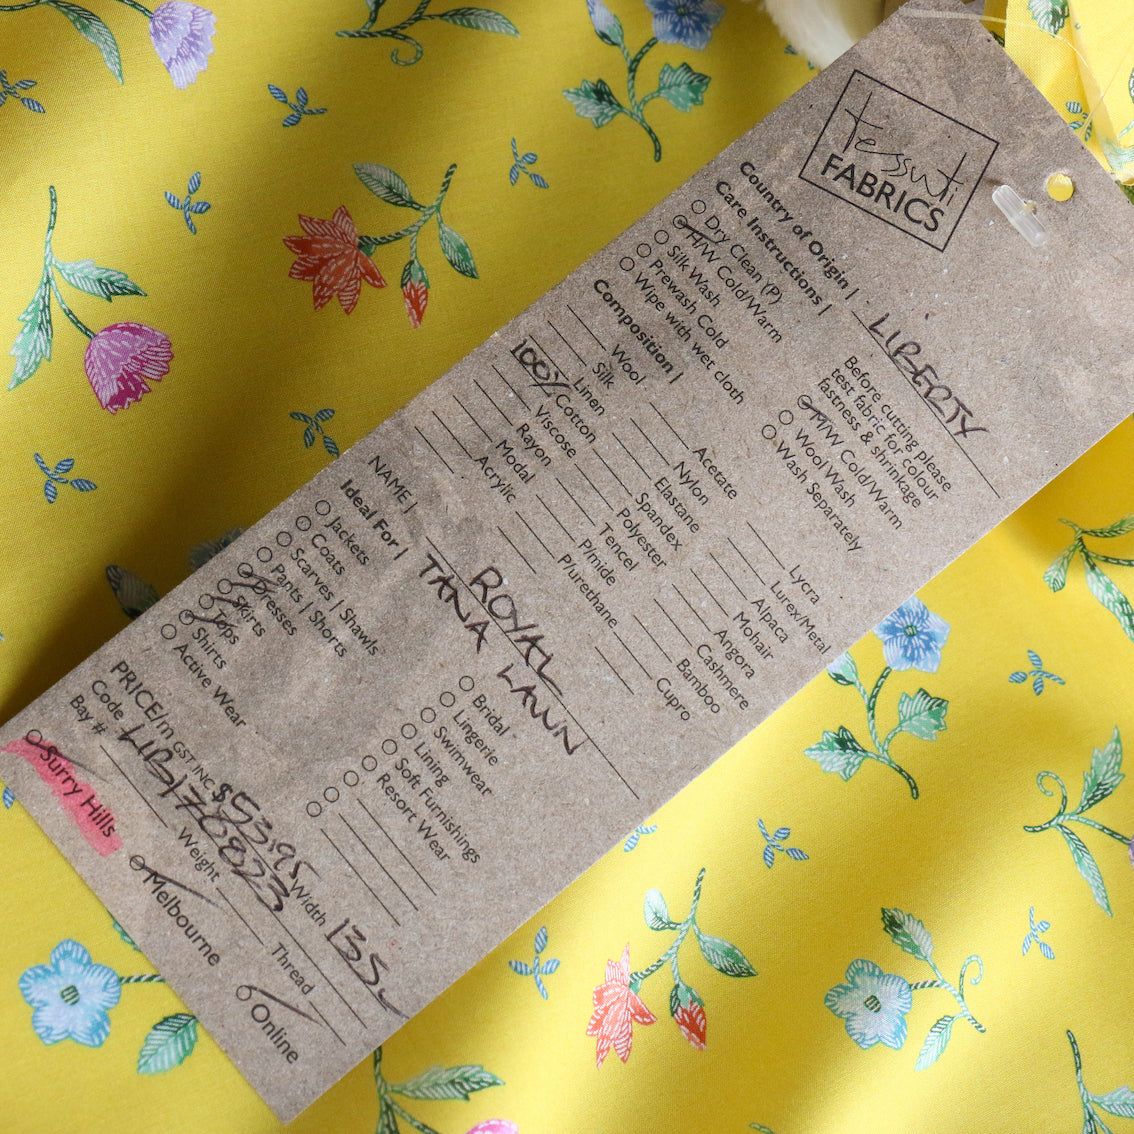 Tessuti
FABRICS
Country of Origin | LIBERTY
Care Instructions |
Dry Clean (P)
H/W Cold/Warm
Silk Wash
Prewash Cold
Wipe with wet cloth
Before cutting please
test fabric for colour
fastness & shrinkage
M/W Cold/Warm
Wool Wash
Wash Separately
Composition |
Wool
Silk
Linen
100% Cotton
Viscose
Rayon
Modal
Acrylic
Acetate
Nylon
Elastane
Spandex
Polyester
Tencel
P/mide
P/urethane
Lycra
Lurex/Metal
Alpaca
Mohair
Angora
Cashmere
Bamboo
Cupro
NAME | ROYAL
TANA LAWN
Ideal For |
Jackets
Coats
Scarves | Shawls
Pants | Shorts
Dresses
Skirts
Tops
Shirts
Active Wear
Bridal
Lingerie
Swimwear
Lining
Soft Furnishings
Resort Wear
PRICE/m GST INC $53.95 Width 135
Code LIB170823
Bay # Weight Thread
Surry Hills Melbourne Online